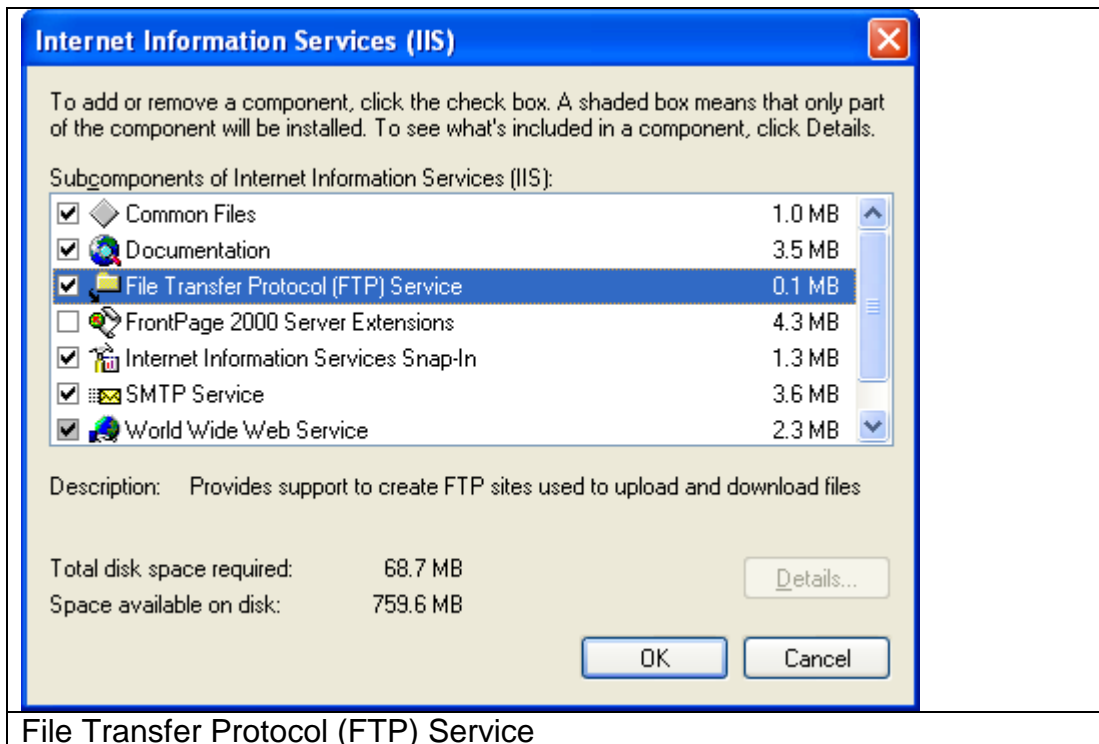 Internet Information Services (IIS)
To add or remove a component, click the check box. A shaded box means that only part
of the component will be installed. To see what's included in a component, click Details.
Subcomponents of Internet Information Services (IIS):
Common Files 1.0 MB
Documentation 3.5 MB
File Transfer Protocol (FTP) Service 0.1 MB
FrontPage 2000 Server Extensions 4.3 MB
Internet Information Services Snap-In 1.3 MB
SMTP Service 3.6 MB
World Wide Web Service 2.3 MB
Description: Provides support to create FTP sites used to upload and download files
Total disk space required: 68.7 MB
Details...
Space available on disk: 759.6 MB
OK Cancel
File Transfer Protocol (FTP) Service